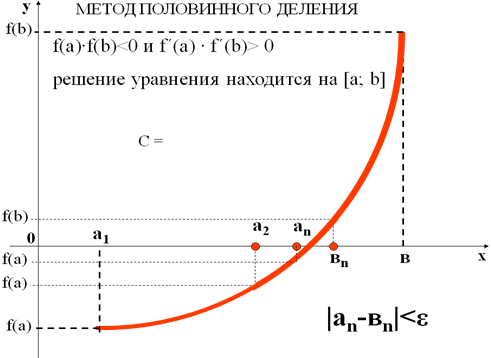 МЕТОД ПОЛОВИННОГО ДЕЛЕНИЯ
y
f(b)
f(a)·f(b)<0 и f˝(a) · f˝(b)> 0
решение уравнения находится на [a; b]
C =
f(b)
0
a₁
a₂
aₙ
вₙ
в
x
f(a)
f(a)
f(a)
|aₙ-вₙ|<ε